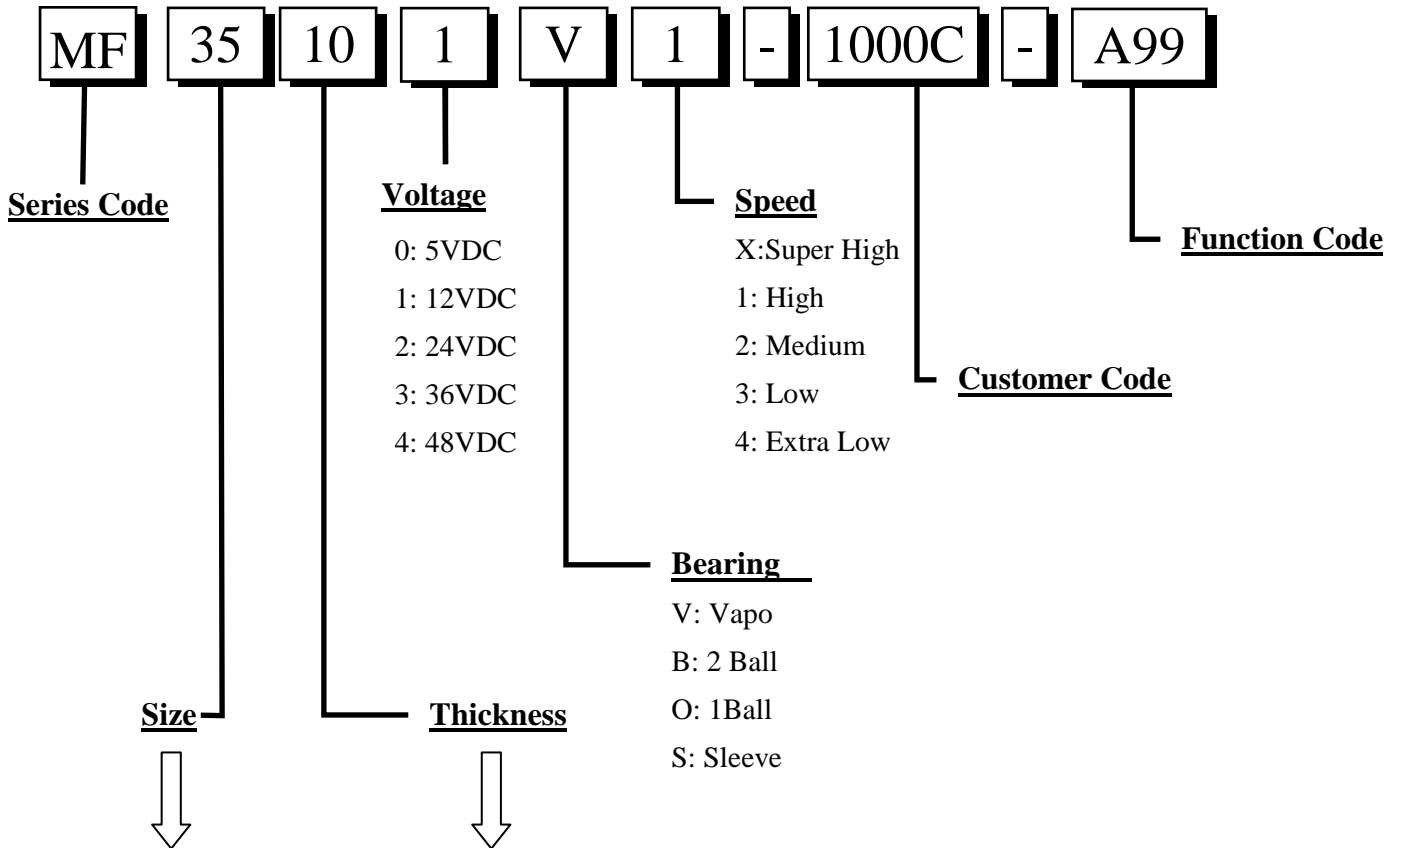 MF 35 10 1 V 1 - 1000C - A99
Series Code
Voltage
0: 5VDC
1: 12VDC
2: 24VDC
3: 36VDC
4: 48VDC
Speed
X:Super High
1: High
2: Medium
3: Low
4: Extra Low
Function Code
Customer Code
Bearing
V: Vapo
B: 2 Ball
O: 1Ball
S: Sleeve
Size
Thickness